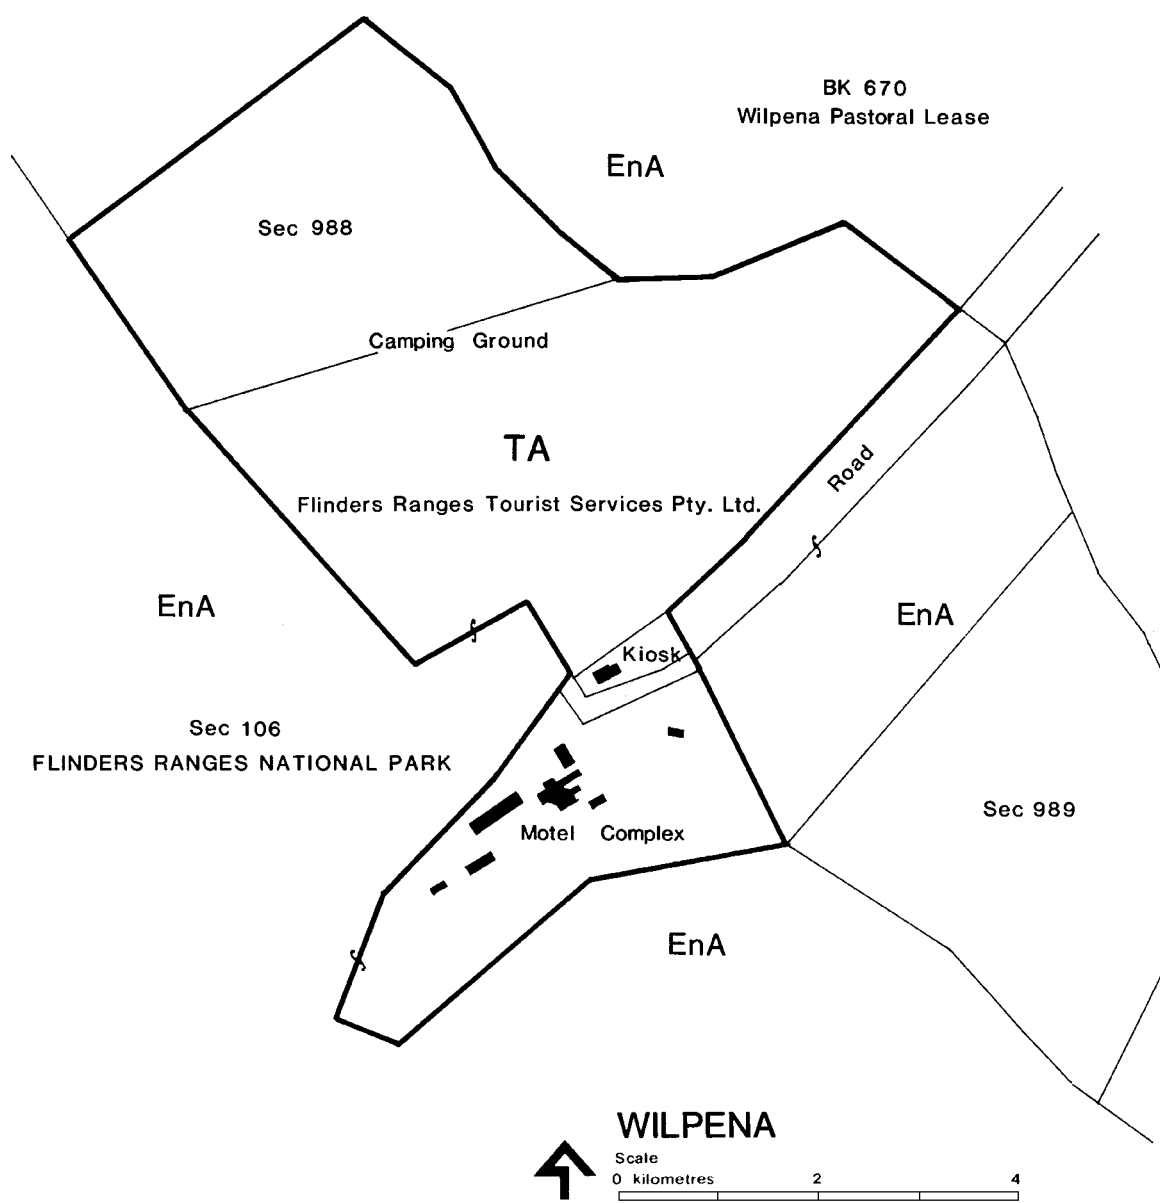 BK 670
Wilpena Pastoral Lease
EnA
Sec 988
Camping Ground
TA
Road
Flinders Ranges Tourist Services Pty. Ltd.
EnA
EnA
Kiosk
Sec 106
FLINDERS RANGES NATIONAL PARK
Sec 989
Motel Complex
EnA
WILPENA
Scale
0 kilometres 2 4